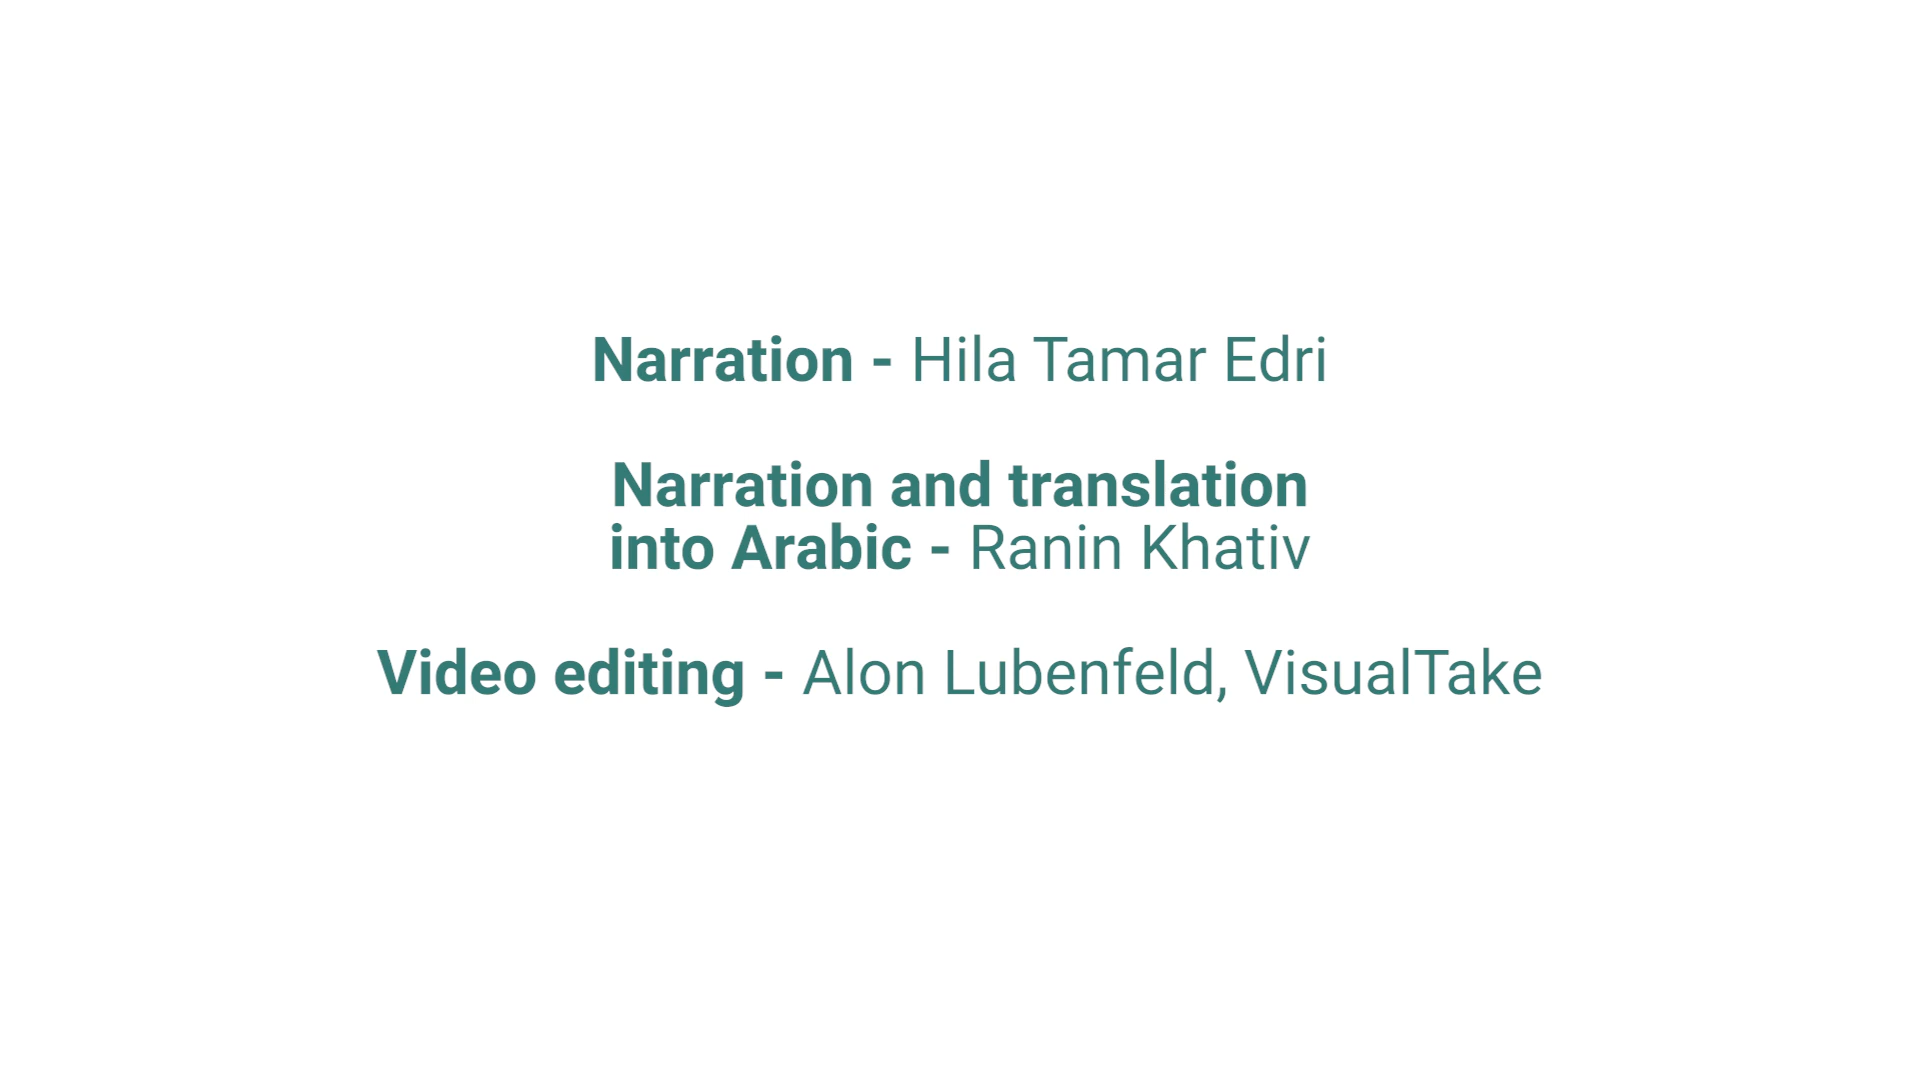 Narration - Hila Tamar Edri
Narration and translation
into Arabic - Ranin Khativ
Video editing - Alon Lubenfeld, VisualTake